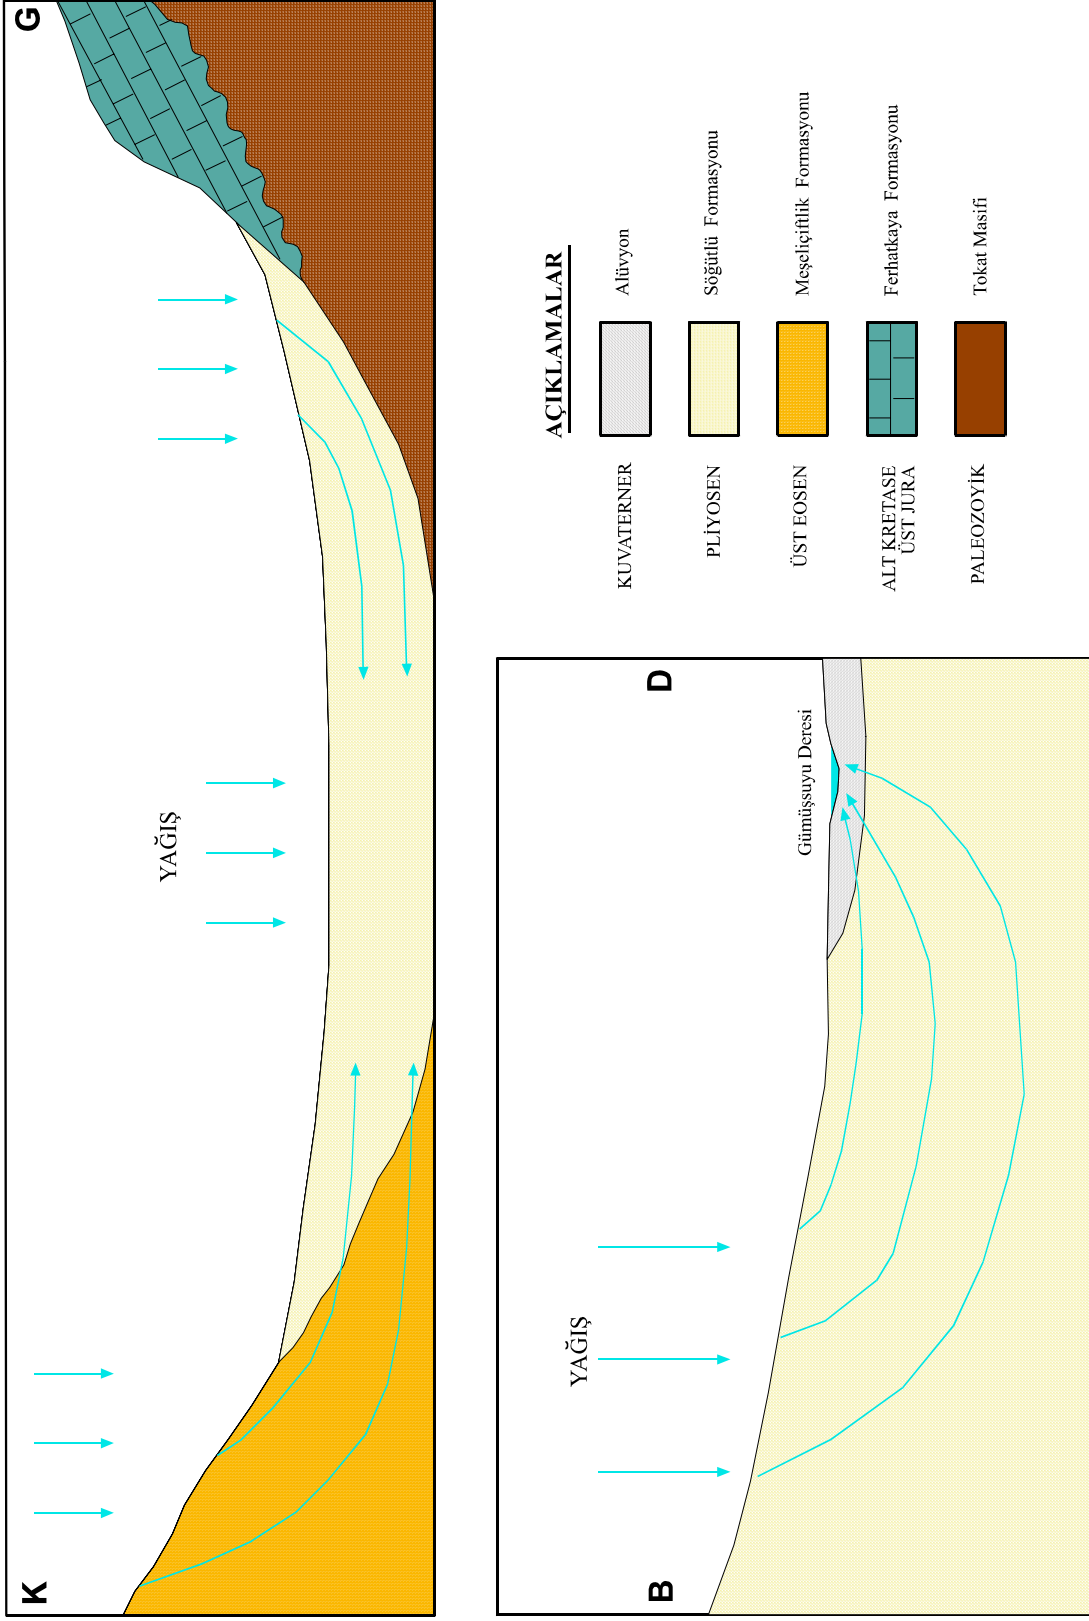 K
G
YAĞIŞ
B
D
YAĞIŞ
Gümüşsuyu Deresi
AÇIKLAMALAR
KUVATERNER
Alüvyon
PLİYOSEN
Söğütlü Formasyonu
ÜST EOSEN
Meşeliçiftlik Formasyonu
ALT KRETASE
ÜST JURA
Ferhatkaya Formasyonu
PALEOZOYİK
Tokat Masifi